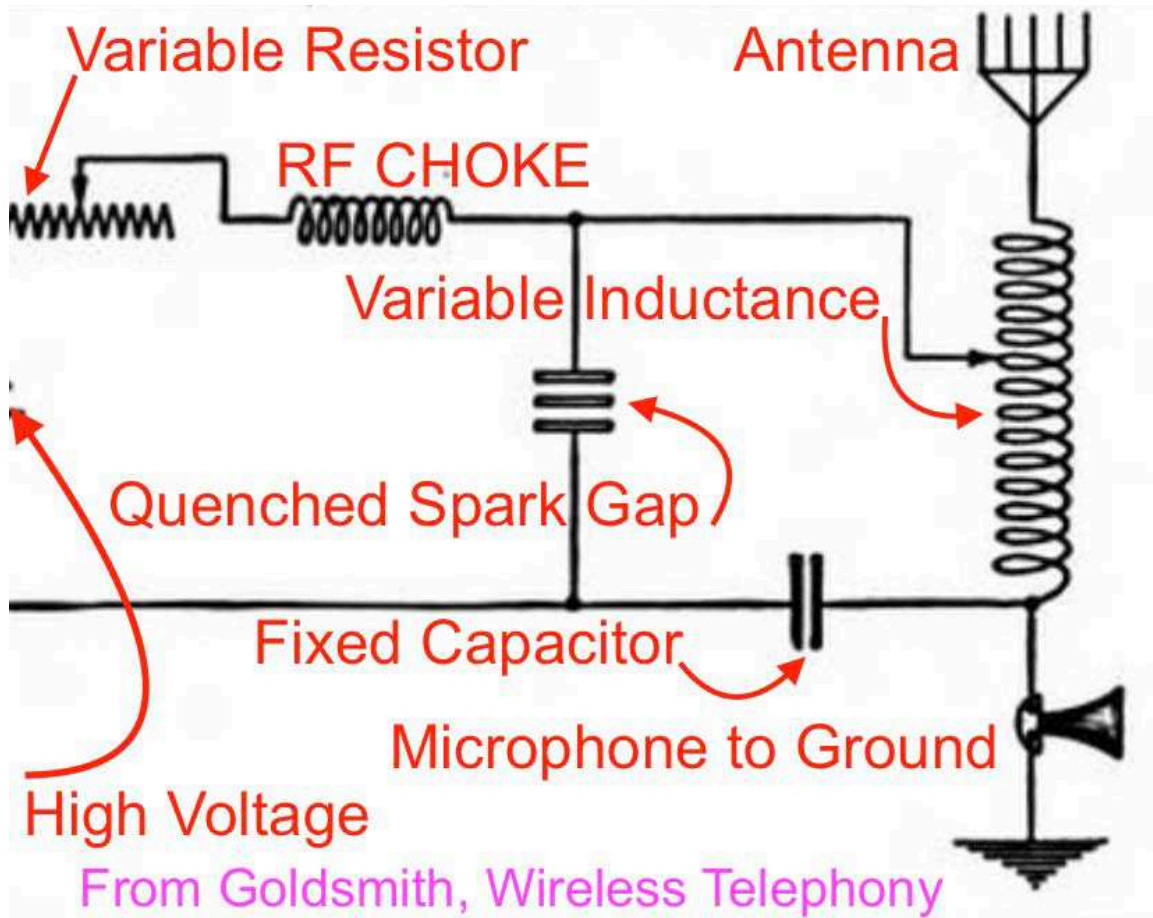 Variable Resistor
Antenna
RF CHOKE
Variable Inductance
Quenched Spark Gap
Fixed Capacitor
Microphone to Ground
High Voltage
From Goldsmith, Wireless Telephony